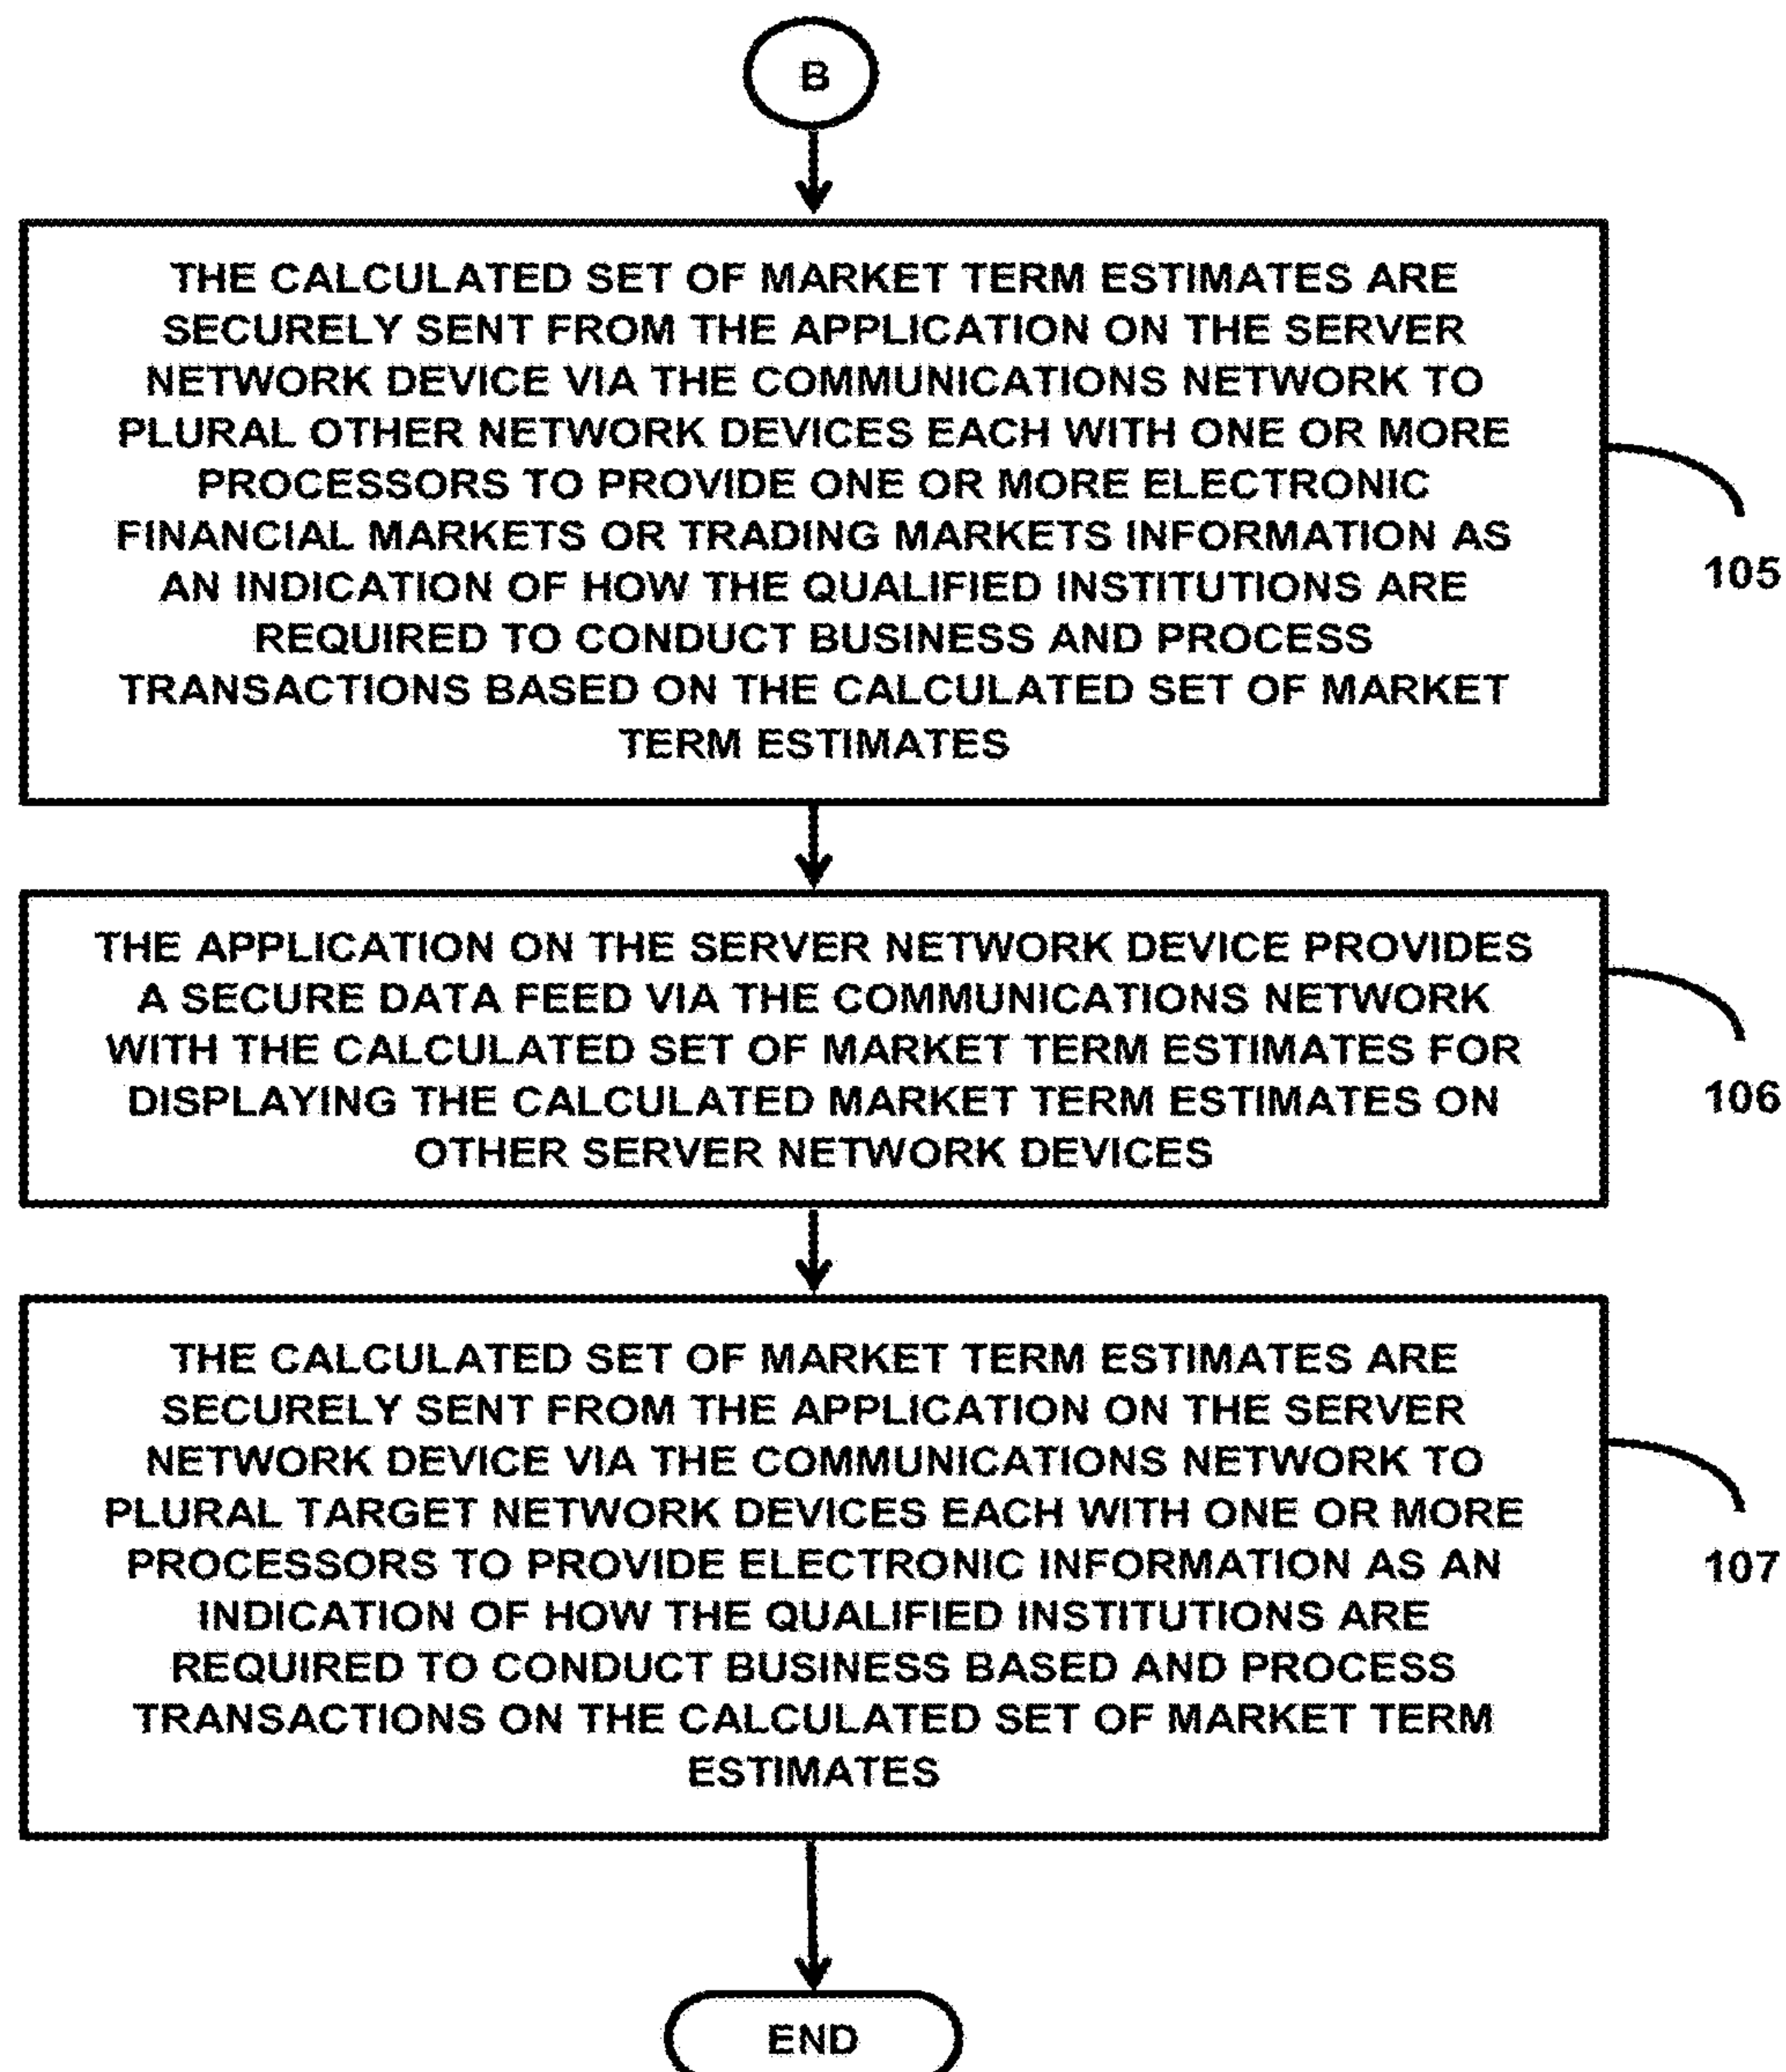 B
THE CALCULATED SET OF MARKET TERM ESTIMATES ARE
SECURELY SENT FROM THE APPLICATION ON THE SERVER
NETWORK DEVICE VIA THE COMMUNICATIONS NETWORK TO
PLURAL OTHER NETWORK DEVICES EACH WITH ONE OR MORE
PROCESSORS TO PROVIDE ONE OR MORE ELECTRONIC
FINANCIAL MARKETS OR TRADING MARKETS INFORMATION AS
AN INDICATION OF HOW THE QUALIFIED INSTITUTIONS ARE
REQUIRED TO CONDUCT BUSINESS AND PROCESS
TRANSACTIONS BASED ON THE CALCULATED SET OF MARKET
TERM ESTIMATES
105
THE APPLICATION ON THE SERVER NETWORK DEVICE PROVIDES
A SECURE DATA FEED VIA THE COMMUNICATIONS NETWORK
WITH THE CALCULATED SET OF MARKET TERM ESTIMATES FOR
DISPLAYING THE CALCULATED MARKET TERM ESTIMATES ON
OTHER SERVER NETWORK DEVICES
106
THE CALCULATED SET OF MARKET TERM ESTIMATES ARE
SECURELY SENT FROM THE APPLICATION ON THE SERVER
NETWORK DEVICE VIA THE COMMUNICATIONS NETWORK TO
PLURAL TARGET NETWORK DEVICES EACH WITH ONE OR MORE
PROCESSORS TO PROVIDE ELECTRONIC INFORMATION AS AN
INDICATION OF HOW THE QUALIFIED INSTITUTIONS ARE
REQUIRED TO CONDUCT BUSINESS BASED AND PROCESS
TRANSACTIONS ON THE CALCULATED SET OF MARKET TERM
ESTIMATES
107
END